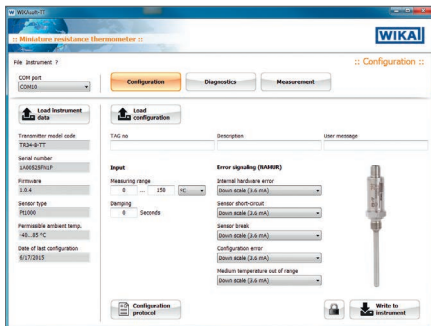 WIKAsoft-TT
:: Miniature resistance thermometer ::
WIKAI
File Instrument ?
:: Configuration ::
COM port
COM10
Configuration
Diagnostics
Measurement
Load instrument
data
Load
configuration
Transmitter model code
TR34-B-TT
TAG no
Description
User message
Serial number
1A00525FN1P
Firmware
1.0.4
Sensor type
Pt1000
Permissible ambient temp.
-40...85 °C
Date of last configuration
6/17/2015
Input
Measuring range
0 ... 150 °C
Damping
0 Seconds
Error signaling (NAMUR)
Internal hardware error
Down scale (3.6 mA)
Sensor short-circuit
Down scale (3.6 mA)
Sensor break
Down scale (3.6 mA)
Configuration error
Down scale (3.6 mA)
Medium temperature out of range
Down scale (3.6 mA)
Configuration
protocol
Write to
instrument